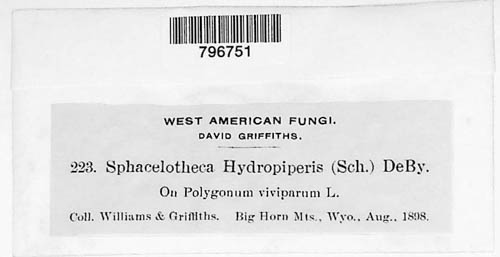 796751
WEST AMERICAN FUNGI.
DAVID GRIFFITHS.
223. Sphacelotheca Hydropiperis (Sch.) DeBy.
On Polygonum viviparum L.
Coll. Williams & Griffiths. Big Horn Mts., Wyo., Aug., 1898.